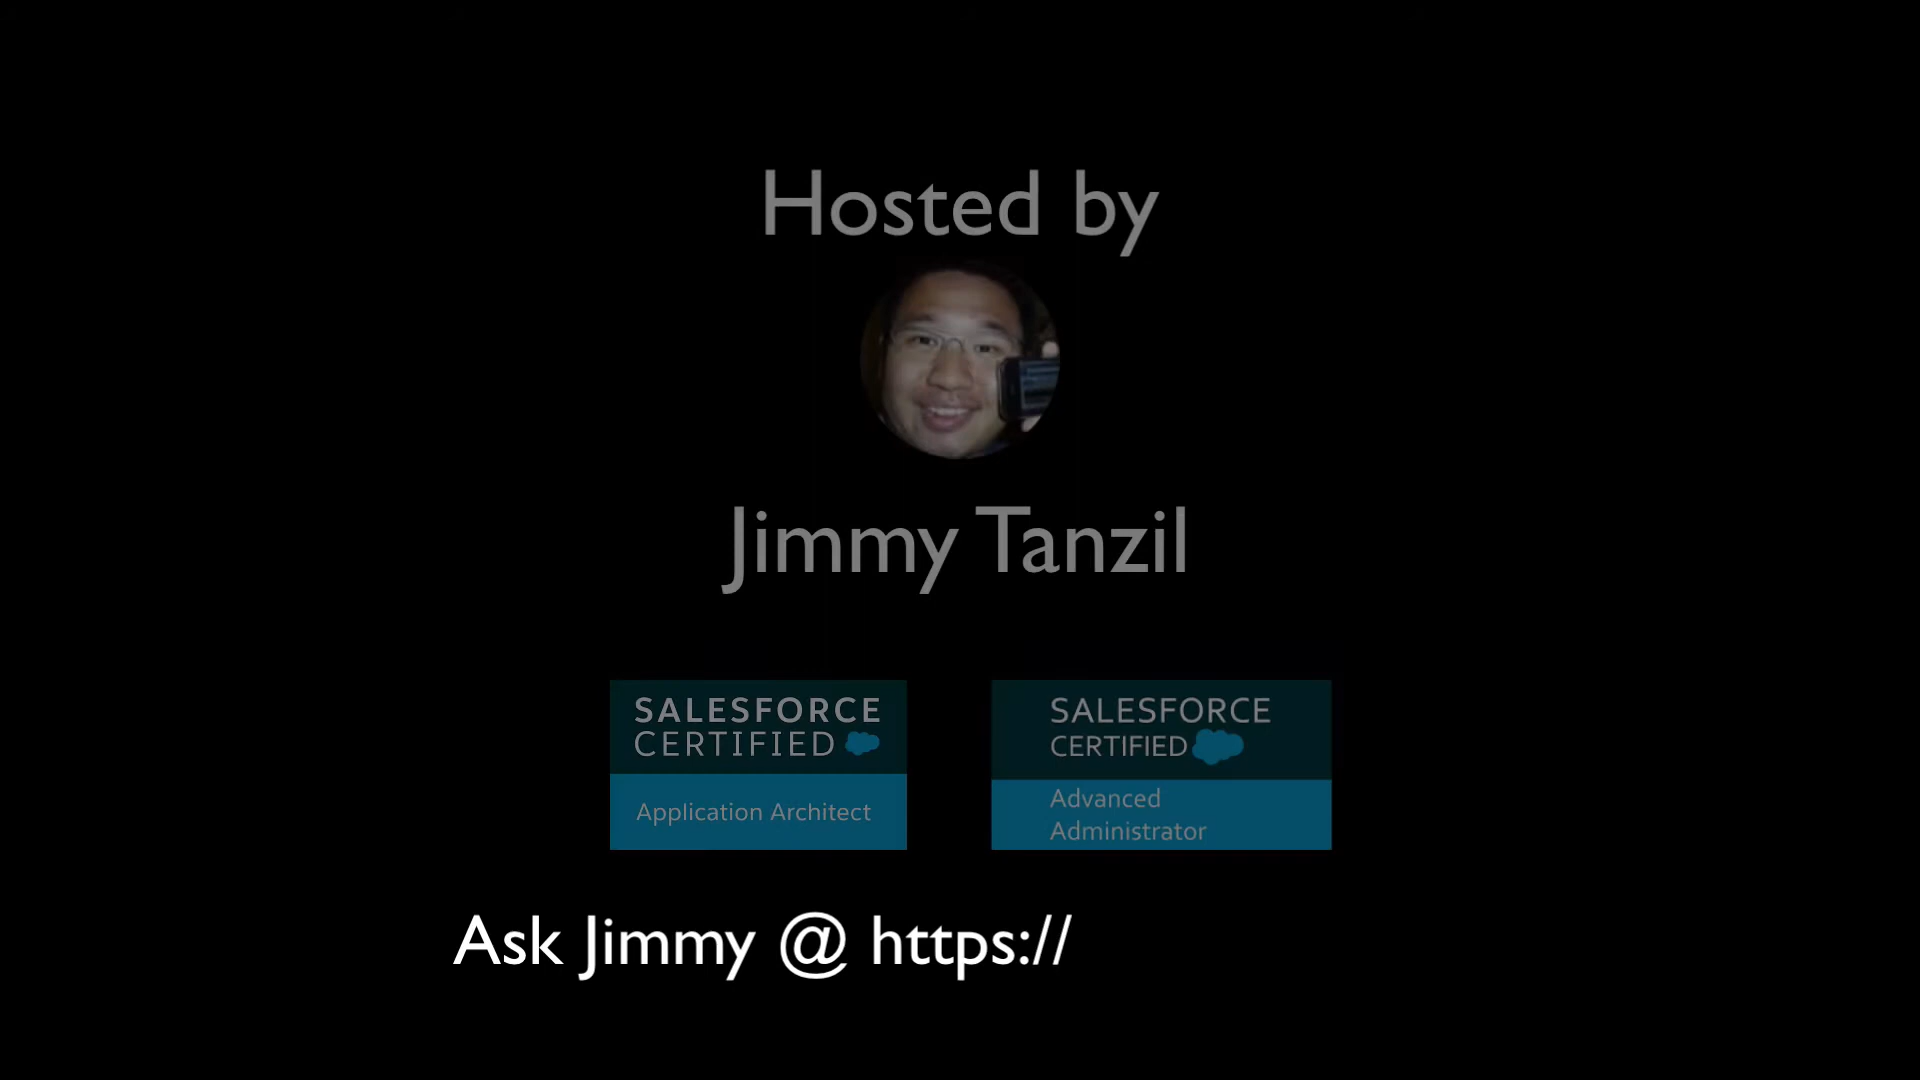 Hosted by
Jimmy Tanzil
SALESFORCE
CERTIFIED
Application Architect
SALESFORCE
CERTIFIED
Advanced
Administrator
Ask Jimmy @ https://